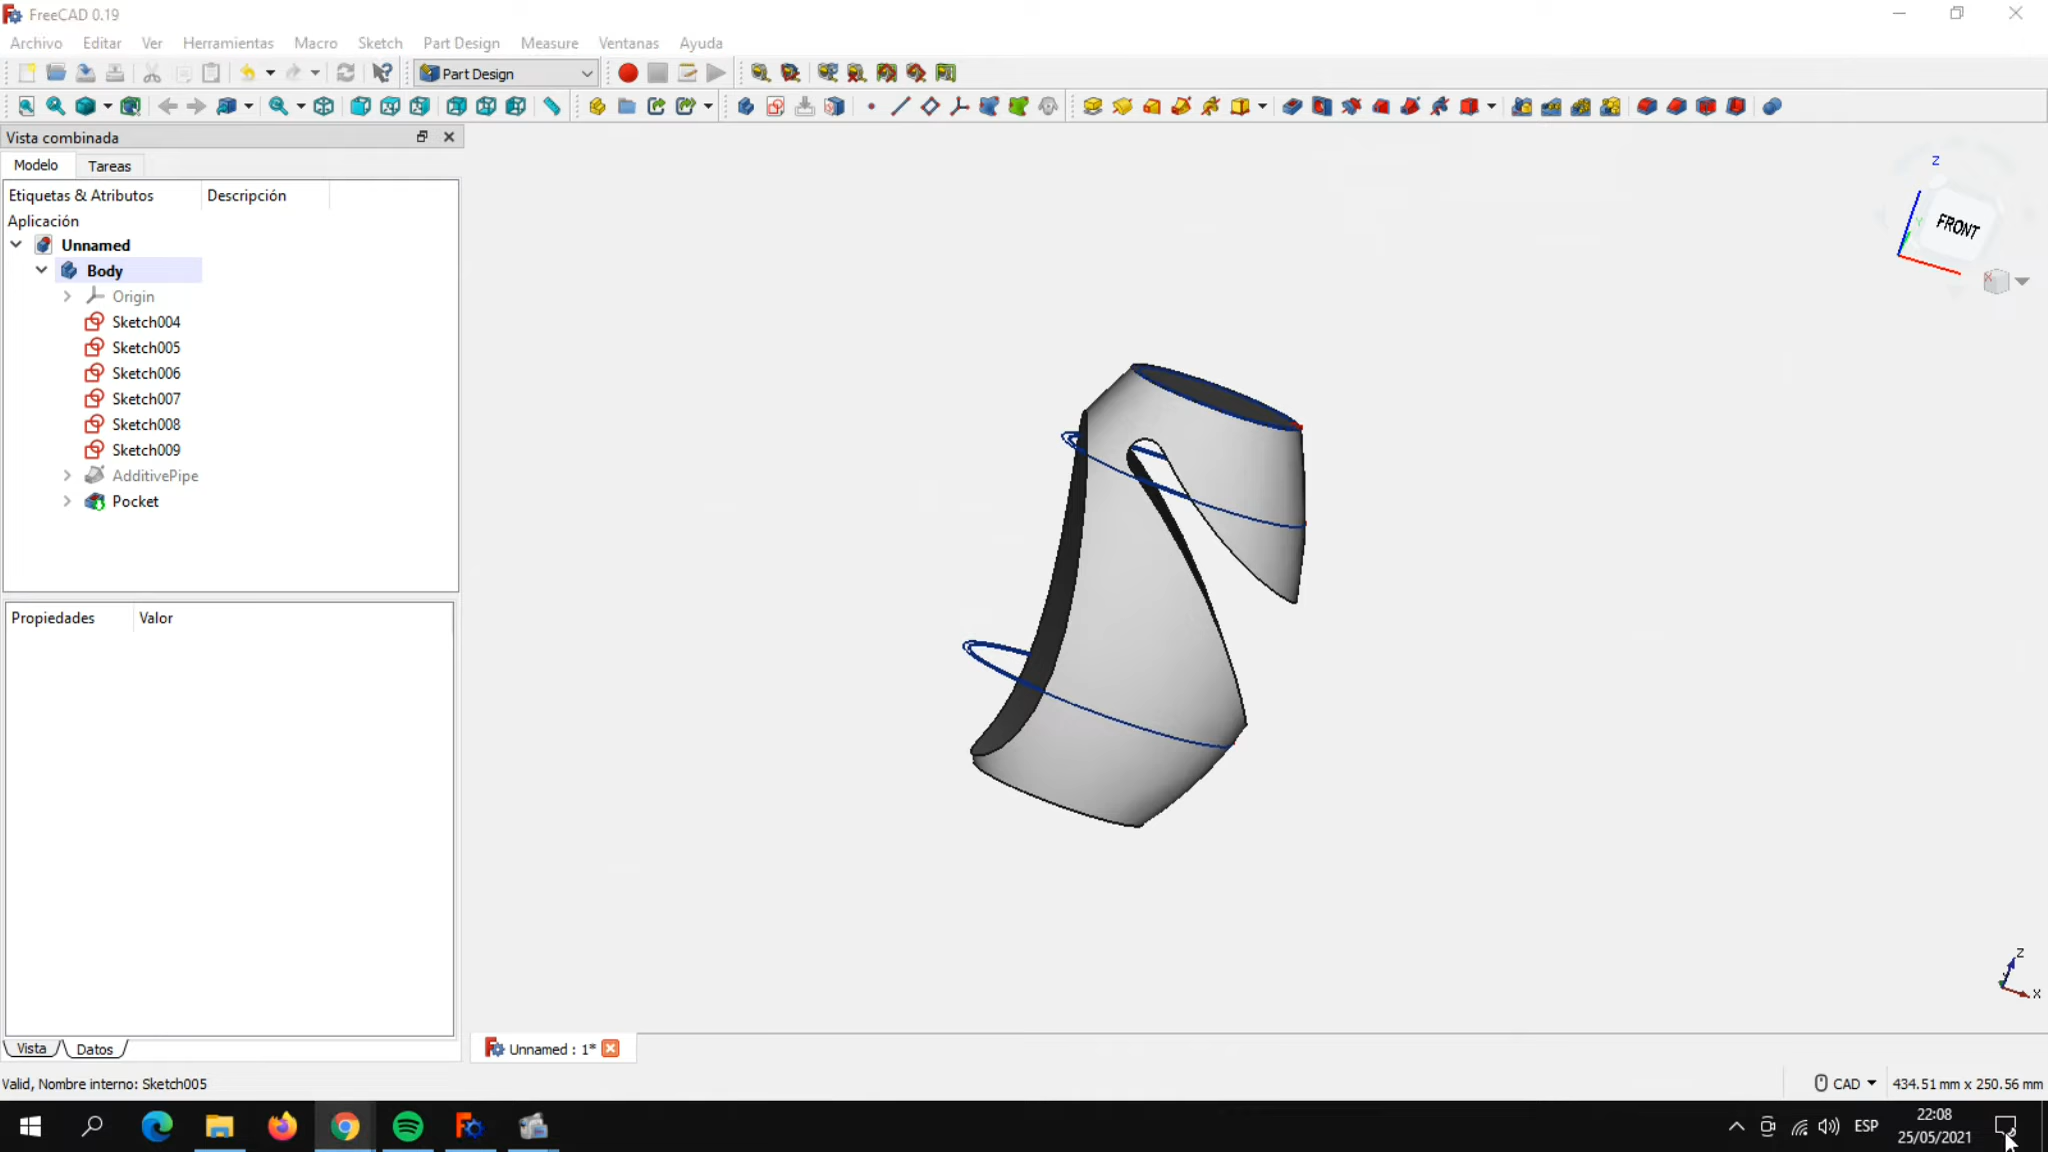 FreeCAD 0.19
Archivo Editar Ver Herramientas Macro Sketch Part Design Measure Ventanas Ayuda
Part Design
Vista combinada
Modelo Tareas
Etiquetas & Atributos Descripción
Aplicación
Unnamed
Body
Origin
Sketch004
Sketch005
Sketch006
Sketch007
Sketch008
Sketch009
AdditivePipe
Pocket
Propiedades Valor
Vista Datos
Z
Y
FRONT
Z
X
Unnamed : 1*
Valid, Nombre interno: Sketch005
CAD 434.51 mm x 250.56 mm
ESP
22:08
25/05/2021